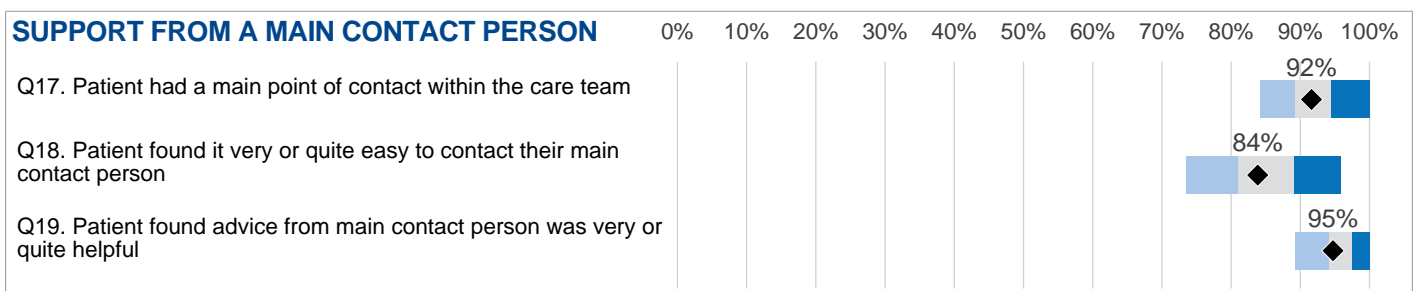 SUPPORT FROM A MAIN CONTACT PERSON 0% 10% 20% 30% 40% 50% 60% 70% 80% 90% 100%
92%
Q17. Patient had a main point of contact within the care team
84%
Q18. Patient found it very or quite easy to contact their main
contact person
95%
Q19. Patient found advice from main contact person was very or
quite helpful